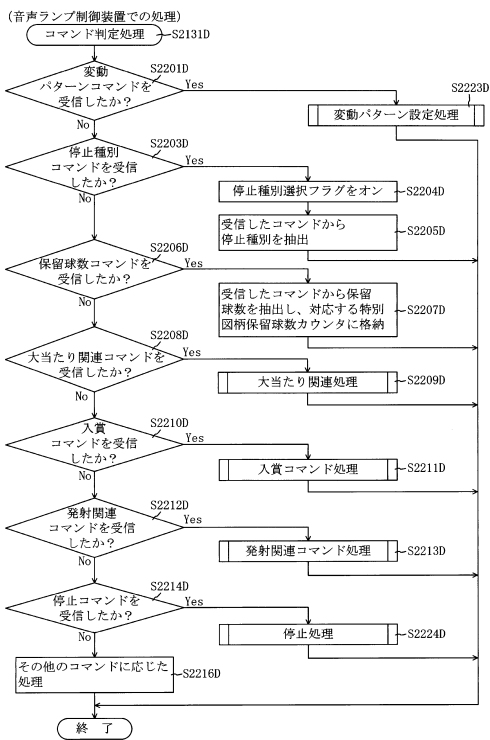 (音声ランプ制御装置での処理)
コマンド判定処理
S2131D
変動
パターンコマンドを
受信したか？
S2201D
Yes
No
変動パターン設定処理
S2223D
停止種別
コマンドを受信
したか？
S2203D
Yes
No
停止種別選択フラグをオン
S2204D
受信したコマンドから
停止種別を抽出
S2205D
保留球数コマンドを
受信したか？
S2206D
Yes
No
受信したコマンドから保留
球数を抽出し、対応する特別
図柄保留球数カウンタに格納
S2207D
大当たり関連コマンドを
受信したか？
S2208D
Yes
No
大当たり関連処理
S2209D
入賞
コマンドを受信
したか？
S2210D
Yes
No
入賞コマンド処理
S2211D
発射関連
コマンドを受信
したか？
S2212D
Yes
No
発射関連コマンド処理
S2213D
停止コマンドを
受信したか？
S2214D
Yes
No
停止処理
S2224D
その他のコマンドに応じた
処理
S2216D
終 了